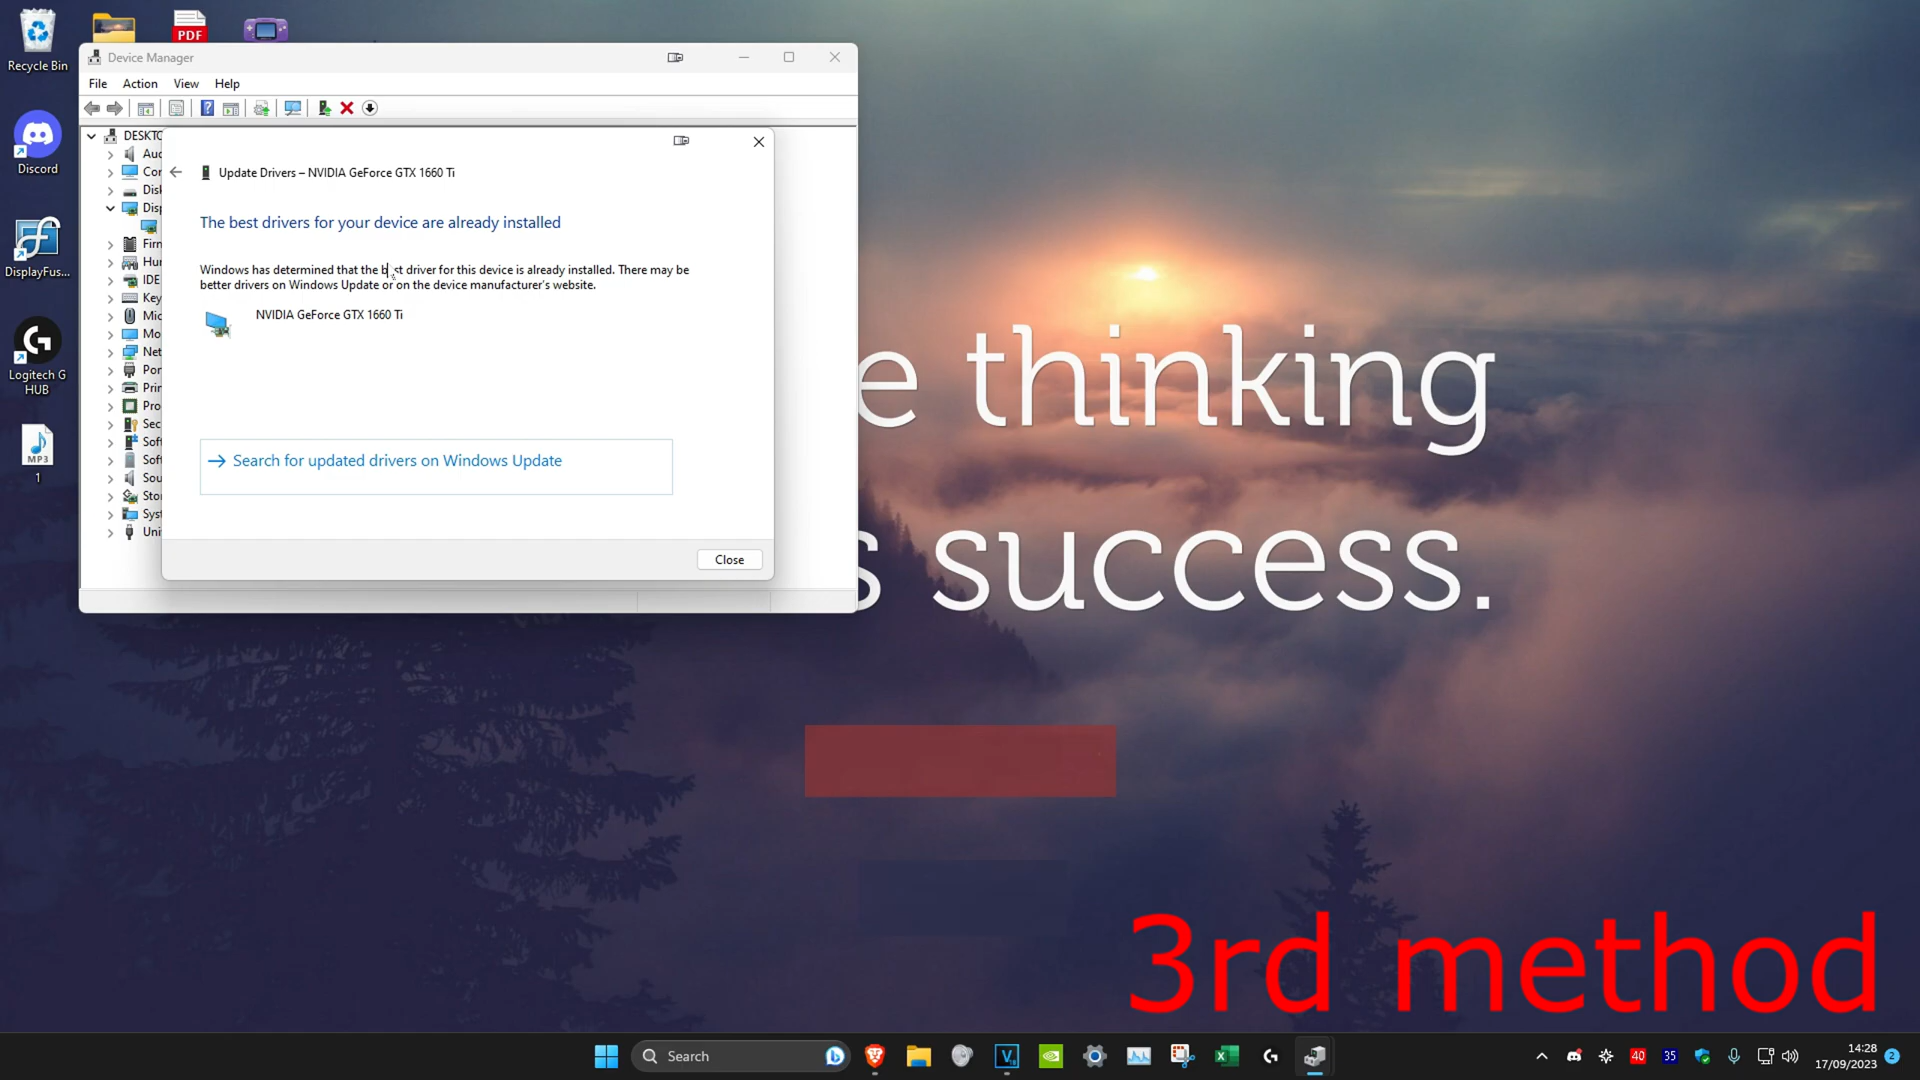 Recycle Bin
PDF
Device Manager
File Action View Help
DESKTO
Discord
DisplayFus...
Logitech G
HUB
MP3
1
Aud
Cor
Disk
Disp
Firn
Hur
IDE
Key
Mic
Mo
Net
Por
Prin
Pro
Sec
Soft
Soft
Sou
Stor
Syst
Uni
Update Drivers – NVIDIA GeForce GTX 1660 Ti
The best drivers for your device are already installed
Windows has determined that the best driver for this device is already installed. There may be
better drivers on Windows Update or on the device manufacturer's website.
NVIDIA GeForce GTX 1660 Ti
Search for updated drivers on Windows Update
Close
e thinking
s success.
3rd method
Search
40
35
14:28
17/09/2023
2